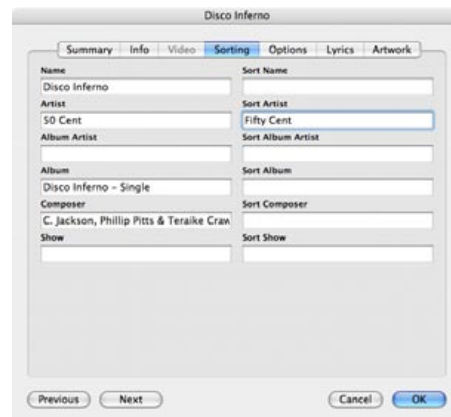 Disco Inferno
Summary Info Video Sorting Options Lyrics Artwork
Name Sort Name
Disco Inferno
Artist Sort Artist
50 Cent Fifty Cent
Album Artist Sort Album Artist
Album Sort Album
Disco Inferno - Single
Composer Sort Composer
C. Jackson, Phillip Pitts & Teraike Craw
Show Sort Show
Previous Next Cancel OK